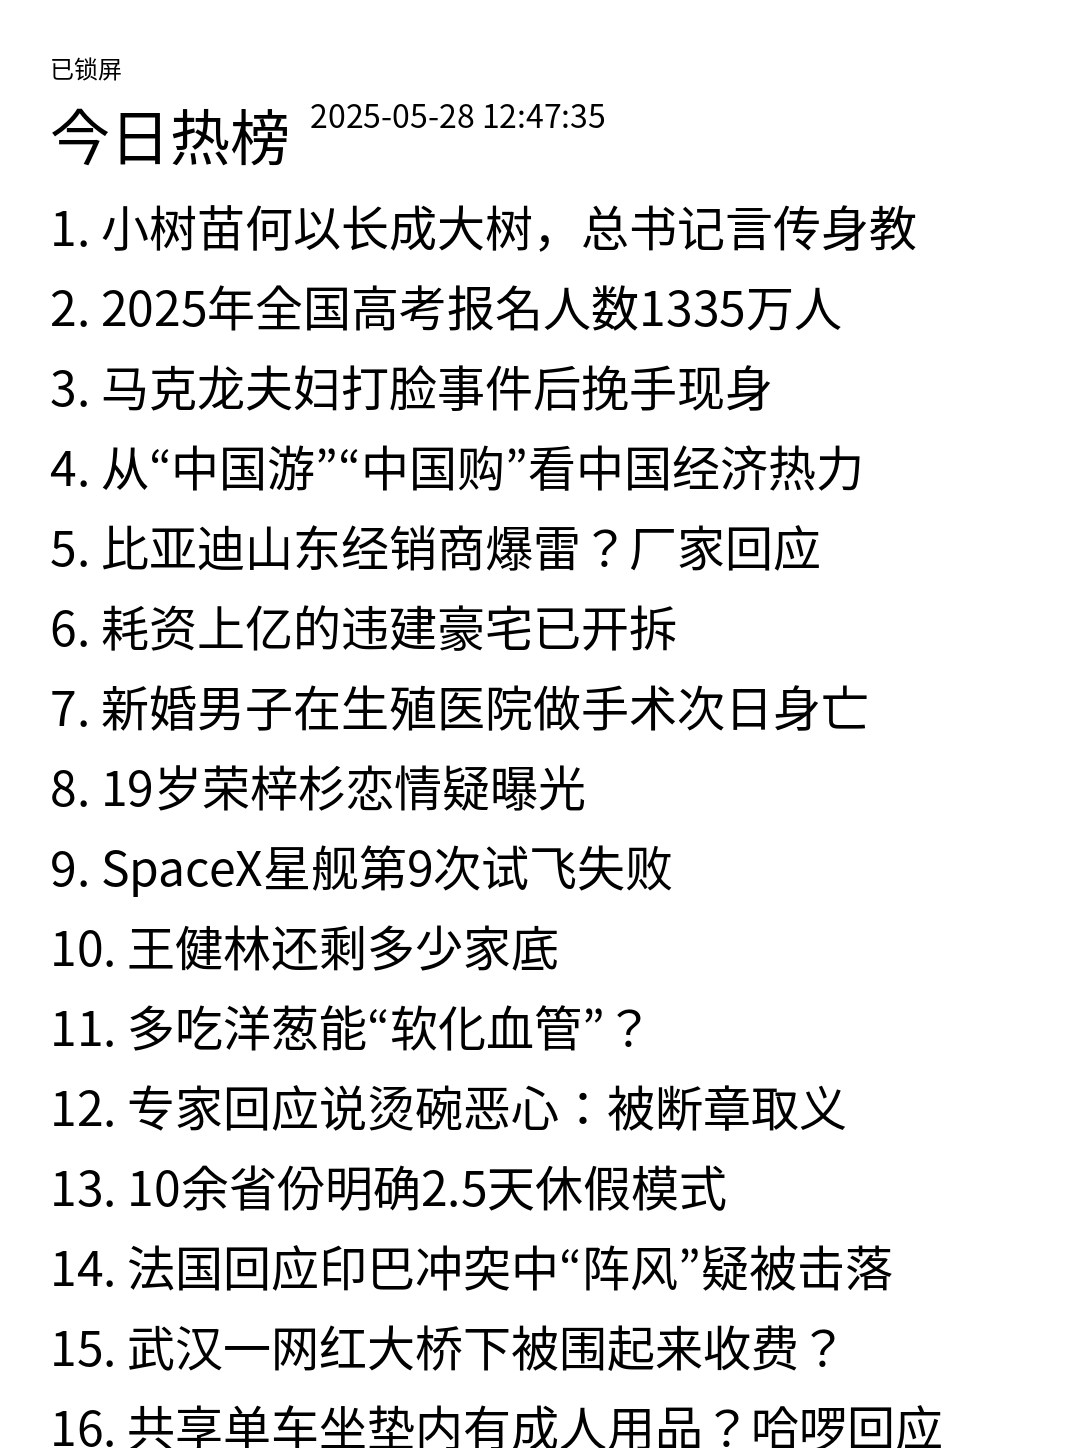 已锁屏
今日热榜 2025-05-28 12:47:35
1. 小树苗何以长成大树，总书记言传身教
2. 2025年全国高考报名人数1335万人
3. 马克龙夫妇打脸事件后挽手现身
4. 从“中国游”“中国购”看中国经济热力
5. 比亚迪山东经销商爆雷？厂家回应
6. 耗资上亿的违建豪宅已开拆
7. 新婚男子在生殖医院做手术次日身亡
8. 19岁荣梓杉恋情疑曝光
9. SpaceX星舰第9次试飞失败
10. 王健林还剩多少家底
11. 多吃洋葱能“软化血管”？
12. 专家回应说烫碗恶心：被断章取义
13. 10余省份明确2.5天休假模式
14. 法国回应印巴冲突中“阵风”疑被击落
15. 武汉一网红大桥下被围起来收费？
16. 共享单车坐垫内有成人用品？哈啰回应